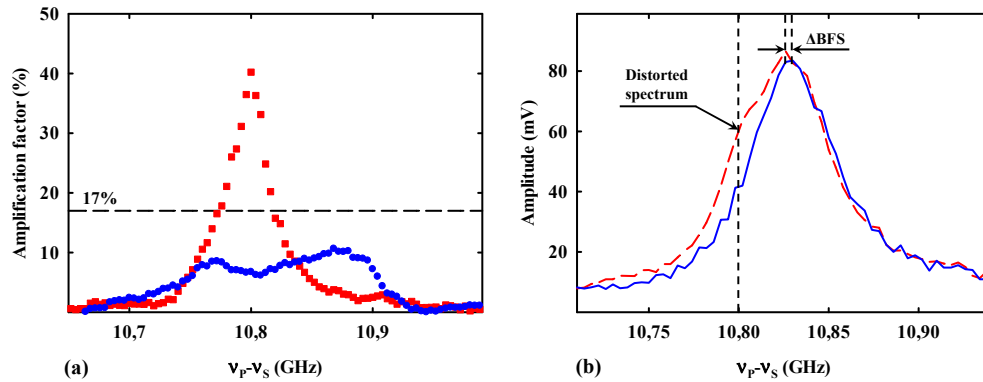 50
40
30
20
10
Amplification factor (%)
17%
10,7
10,8
10,9
(a)
νP-νS (GHz)
80
60
40
20
Amplitude (mV)
ΔBFS
Distorted
spectrum
10,75
10,80
10,85
10,90
(b)
νP-νS (GHz)